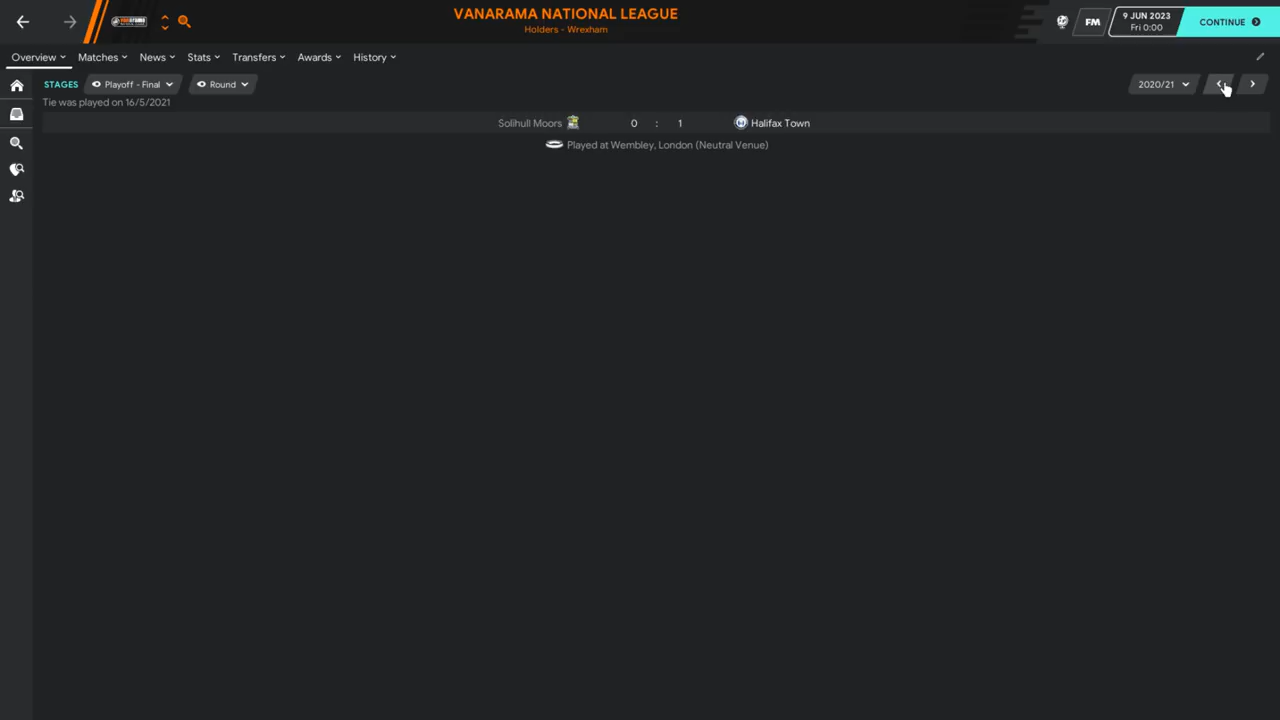 VANARAMA NATIONAL LEAGUE
Holders - Wrexham
FM
9 JUN 2023
Fri 0:00
CONTINUE
Overview
Matches
News
Stats
Transfers
Awards
History
STAGES
Playoff - Final
Round
2020/21
Tie was played on 16/5/2021
Solihull Moors 0 : 1 Halifax Town
Played at Wembley, London (Neutral Venue)